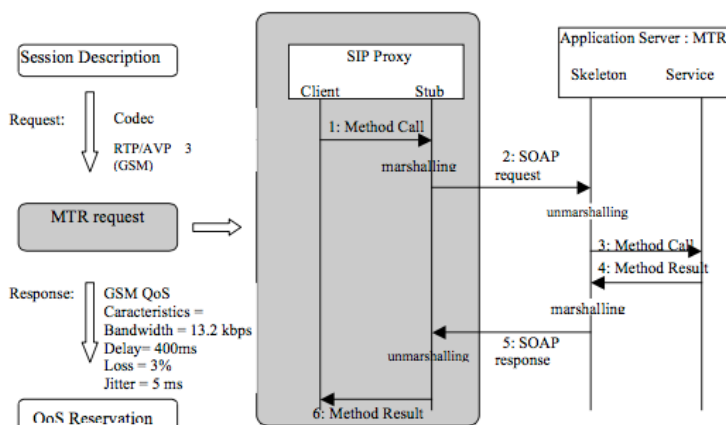 Session Description
Request:
Codec
RTP/AVP 3
(GSM)
MTR request
Response:
GSM QoS
Caracteristics =
Bandwidth = 13.2 kbps
Delay= 400ms
Loss = 3%
Jitter = 5 ms
QoS Reservation
SIP Proxy
Client
Stub
1: Method Call
marshalling
2: SOAP
request
Application Server : MTR
Skeleton
Service
unmarshalling
3: Method Call
4: Method Result
marshalling
5: SOAP
response
unmarshalling
6: Method Result